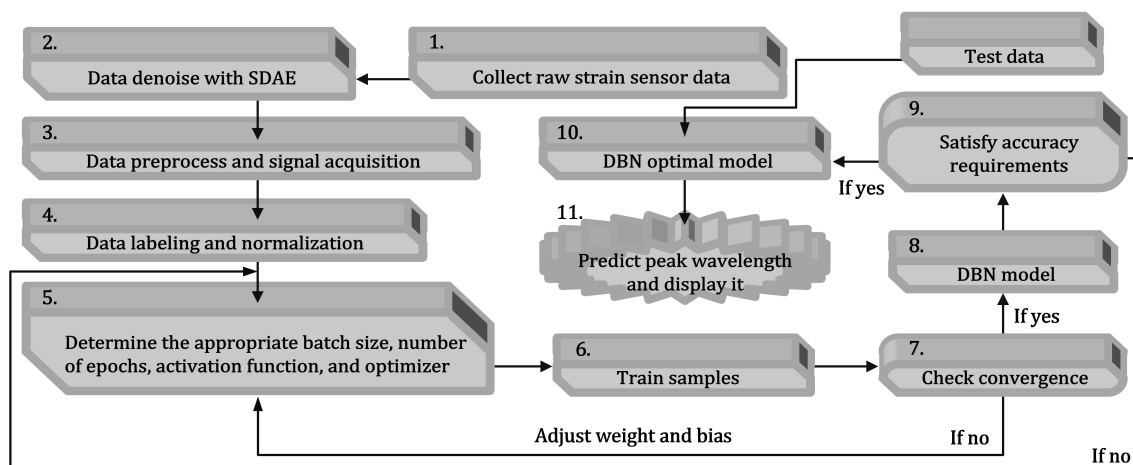 1.
Collect raw strain sensor data
2.
Data denoise with SDAE
3.
Data preprocess and signal acquisition
4.
Data labeling and normalization
5.
Determine the appropriate batch size, number
of epochs, activation function, and optimizer
6.
Train samples
7.
Check convergence
If no
Adjust weight and bias
If yes
8.
DBN model
9.
Satisfy accuracy
requirements
If no
If yes
Test data
10.
DBN optimal model
11.
Predict peak wavelength
and display it